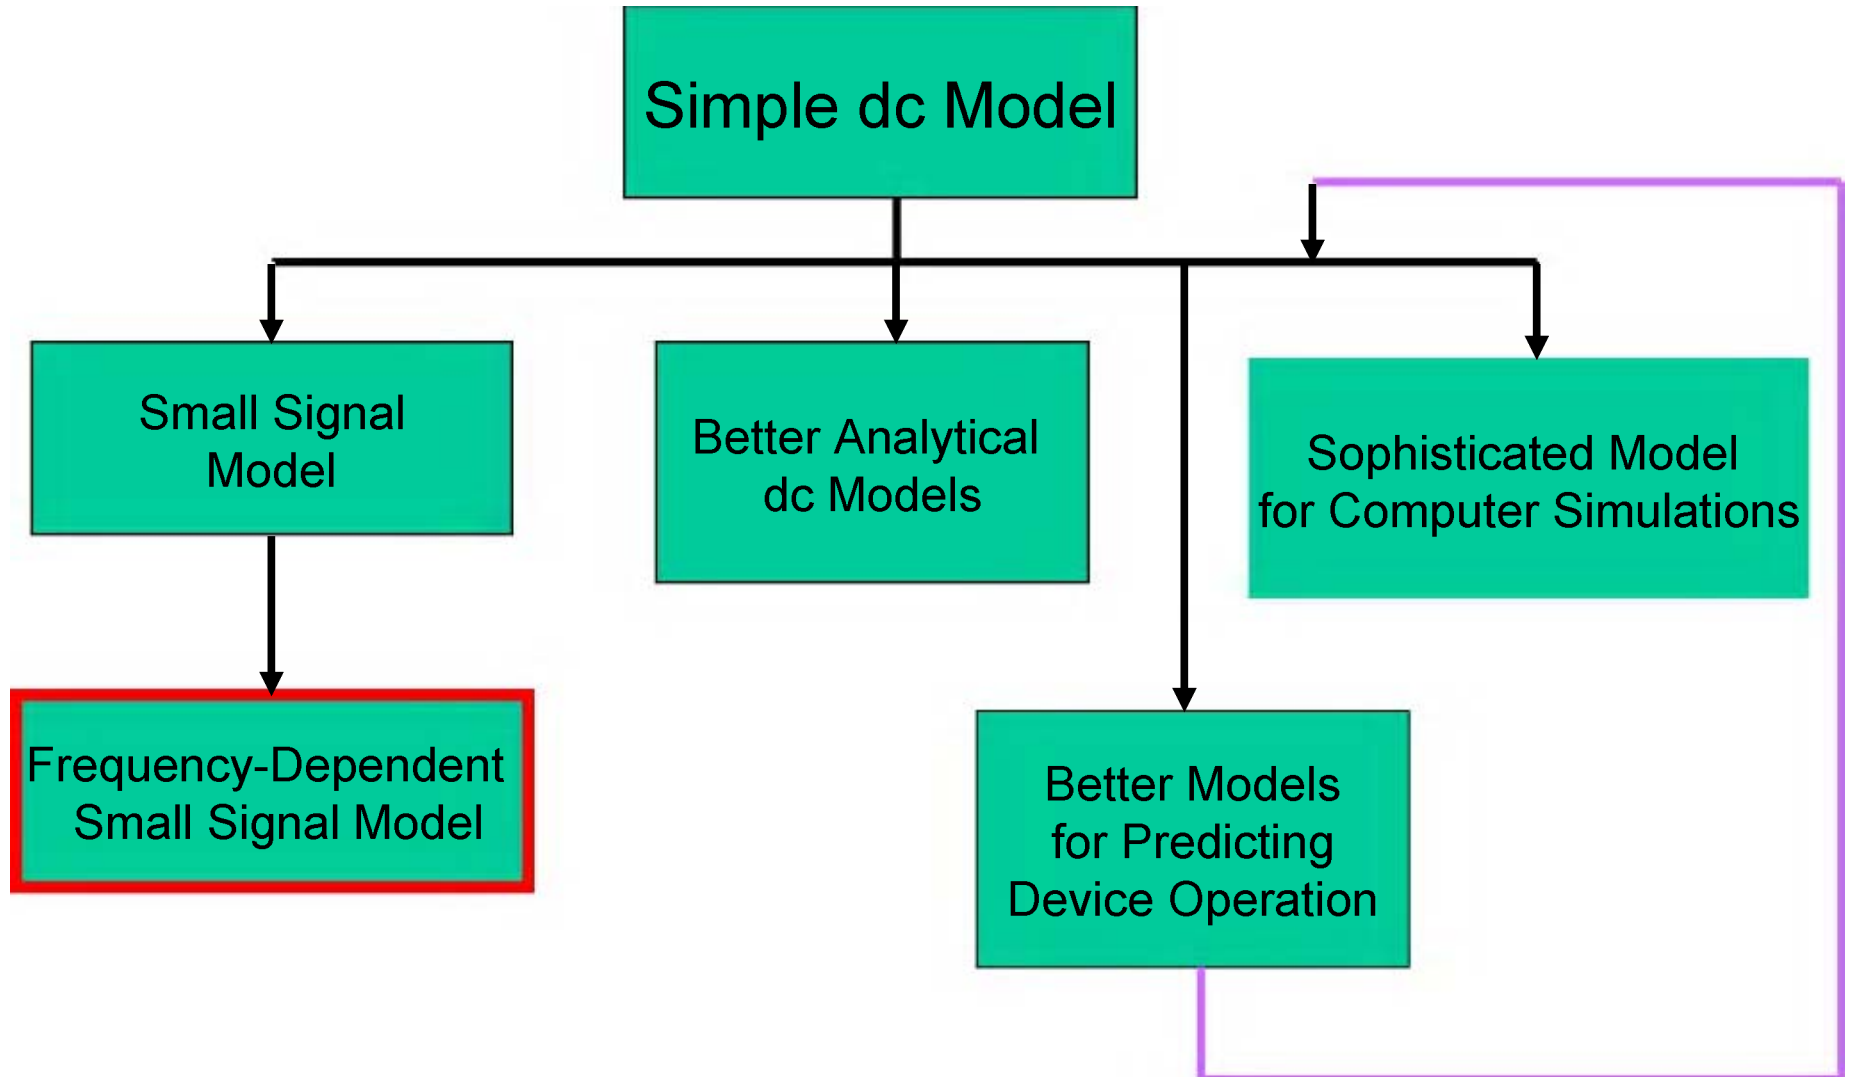 Simple dc Model
Small Signal
Model
Better Analytical
dc Models
Sophisticated Model
for Computer Simulations
Frequency-Dependent
Small Signal Model
Better Models
for Predicting
Device Operation